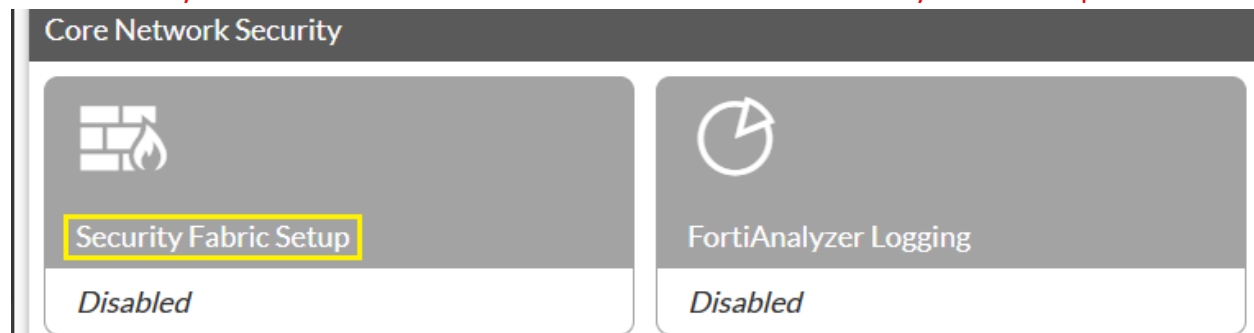 Core Network Security
Security Fabric Setup
FortiAnalyzer Logging
Disabled
Disabled